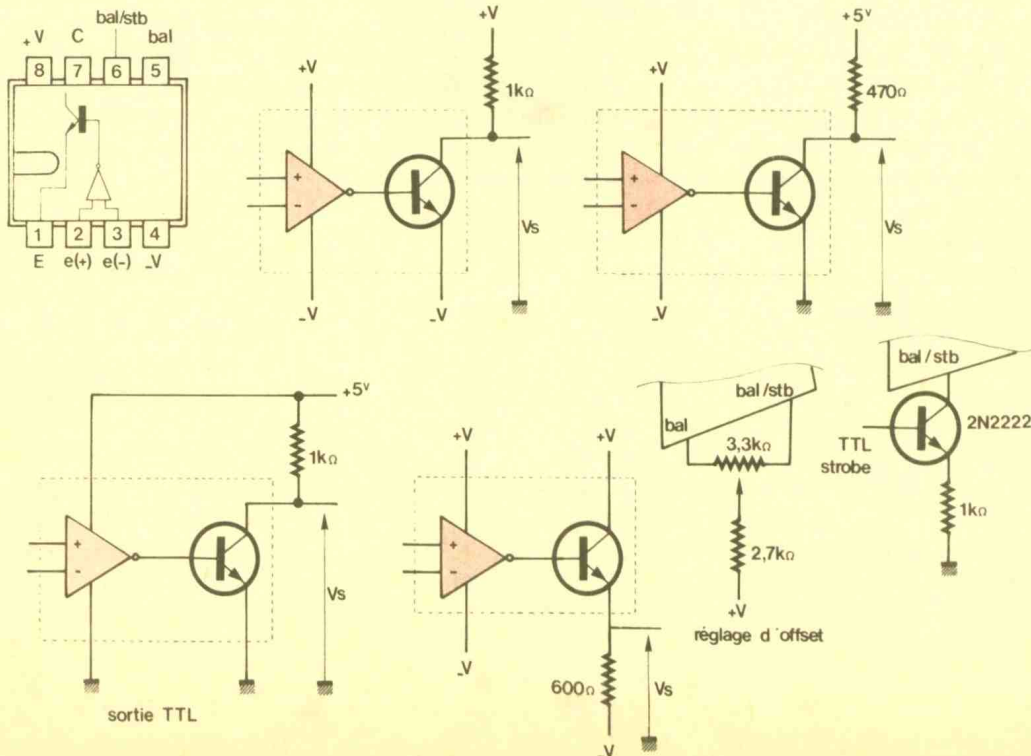 bal/stb
+V C bal
8 7 6 5
1 2 3 4
E e(+) e(-) -V
+V
+V
1kΩ
+
-
Vs
-V
-V
+5v
+V
470Ω
+
-
Vs
-V
+5v
1kΩ
+
-
Vs
sortie TTL
+V
+V
+
-
-V
600Ω
Vs
-V
bal/stb
bal
3,3kΩ
2,7kΩ
+V
réglage d'offset
bal/stb
2N2222
TTL
strobe
1kΩ